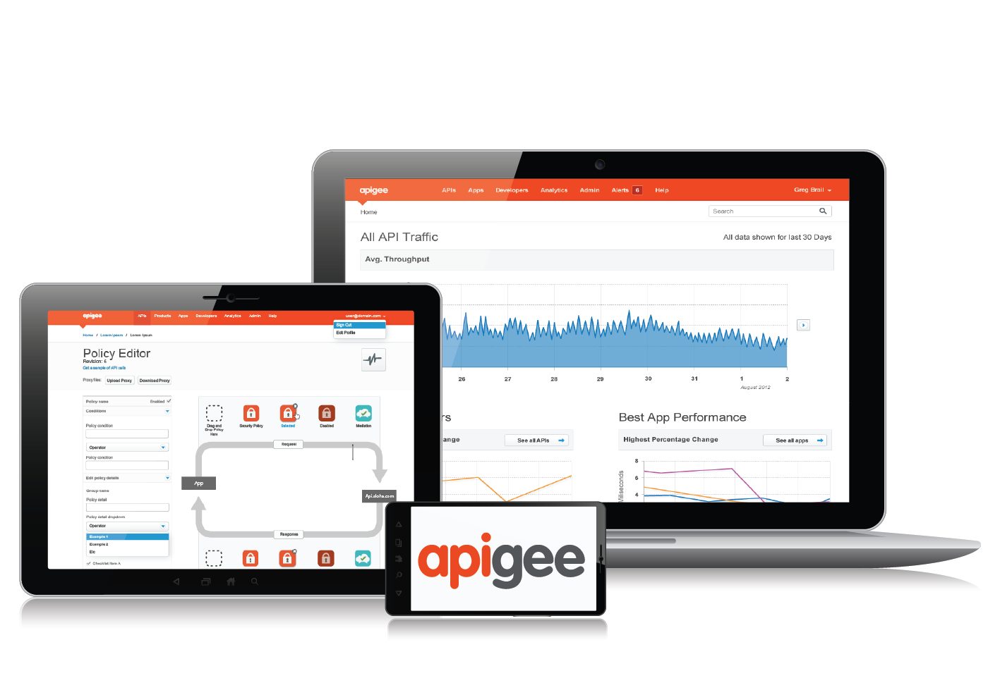 apigee
APIs Apps Developers Analytics Admin Alerts 6 Help
Greg Brail
Home
Search
All API Traffic
All data shown for last 30 Days
Avg. Throughput
26 27 28 29 30 31 1 2
August 2012
rs
ange
See all APIs
Best App Performance
Highest Percentage Change
See all apps
Milliseconds
8
6
4
apigee
APIs Products Apps Developers Analytics Admin Help
user@domain.com
Sign Out
Edit Profile
Home / Lorem Ipsum / Lorem Ipsum
Policy Editor
Revision: 6
Get a sample of API calls
Proxy files: Upload Proxy Download Proxy
Policy name Enabled
Conditions
Policy condition
Operator
Policy condition
Edit policy details
Group name
Policy detail
Policy detail dropdown
Operator
Example 1
Example 2
Etc
Checklist Item A
Drag and
Drop Policy
Here
Security Policy
Selected
Disabled
Mediation
Request
App
Api.aloha.com
Response
apigee